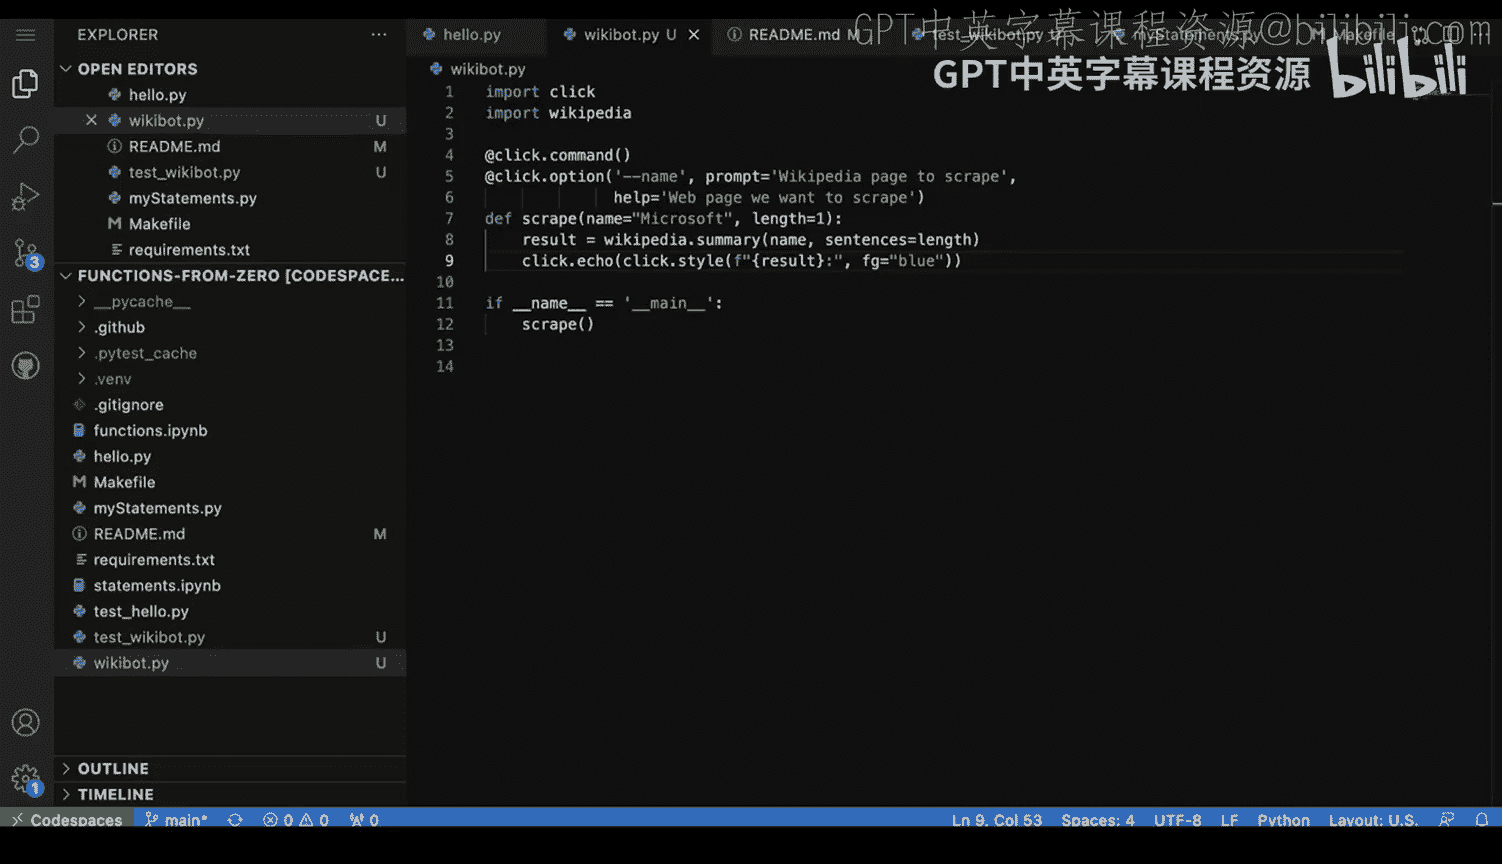 GPT中英字幕课程资源@bilibili.com
GPT中英字幕课程资源 bilibili
EXPLORER ...
hello.py
wikibot.py U
README.md M
test_wikibot.py
myStatements.py
Makefile
OPEN EDITORS
hello.py
wikibot.py U
README.md M
test_wikibot.py U
myStatements.py
Makefile
requirements.txt
FUNCTIONS-FROM-ZERO [CODESPACE...
__pycache__
.github
.pytest_cache
.venv
.gitignore
functions.ipynb
hello.py
Makefile
myStatements.py
README.md M
requirements.txt
statements.ipynb
test_hello.py
test_wikibot.py U
wikibot.py U
OUTLINE
TIMELINE
3
1
wikibot.py
1 import click
2 import wikipedia
3
4 @click.command()
5 @click.option('--name', prompt='Wikipedia page to scrape',
6 help='Web page we want to scrape')
7 def scrape(name="Microsoft", length=1):
8 result = wikipedia.summary(name, sentences=length)
9 click.echo(click.style(f"{result}:", fg="blue"))
10
11 if __name__ == '__main__':
12 scrape()
13
14
Codespaces main* 0 0 0 Ln 9, Col 53 Spaces: 4 UTF-8 LF Python Layout: U.S.